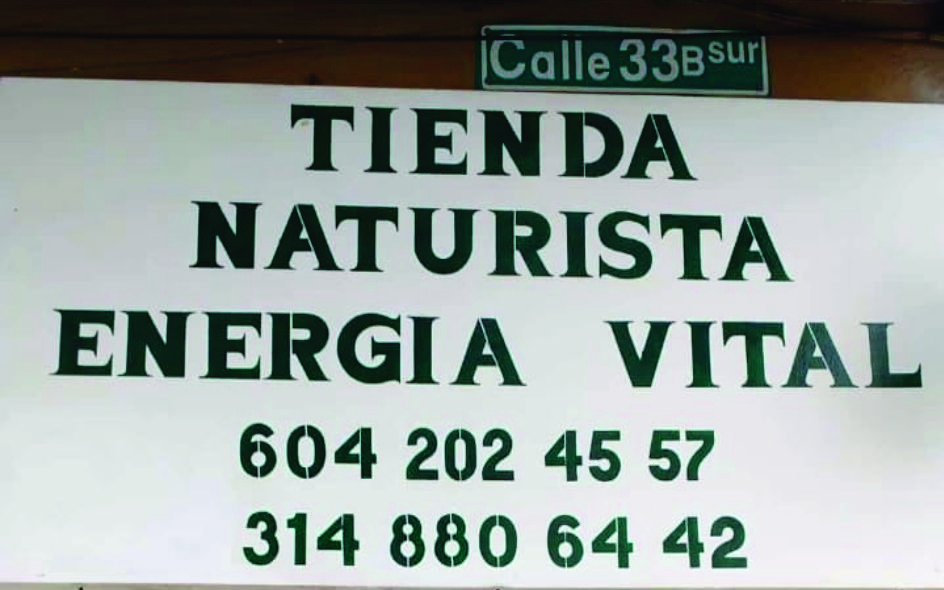 Calle 33B sur
TIENDA
NATURISTA
ENERGIA VITAL
604 202 45 57
314 880 64 42